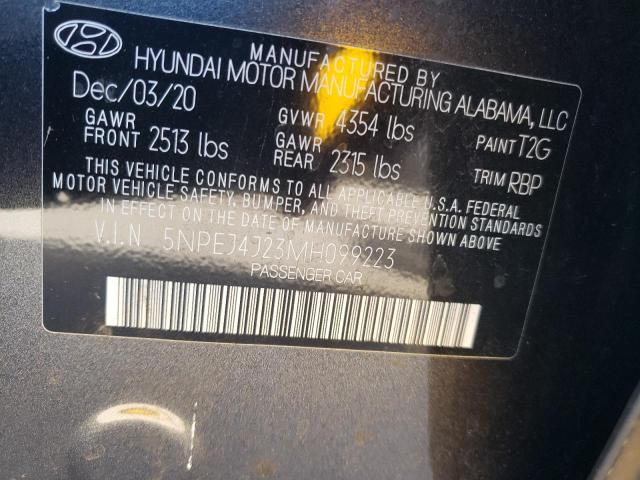 MANUFACTURED BY
HYUNDAI MOTOR MANUFACTURING ALABAMA, LLC
Dec/03/20 GVWR 4354 lbs PAINT T2G
GAWR FRONT 2513 lbs GAWR REAR 2315 lbs TRIM RBP
THIS VEHICLE CONFORMS TO ALL APPLICABLE U.S.A. FEDERAL
MOTOR VEHICLE SAFETY, BUMPER, AND THEFT PREVENTION STANDARDS
IN EFFECT ON THE DATE OF MANUFACTURE SHOWN ABOVE.
V.I.N 5NPEJ4J23MH099223
PASSENGER CAR